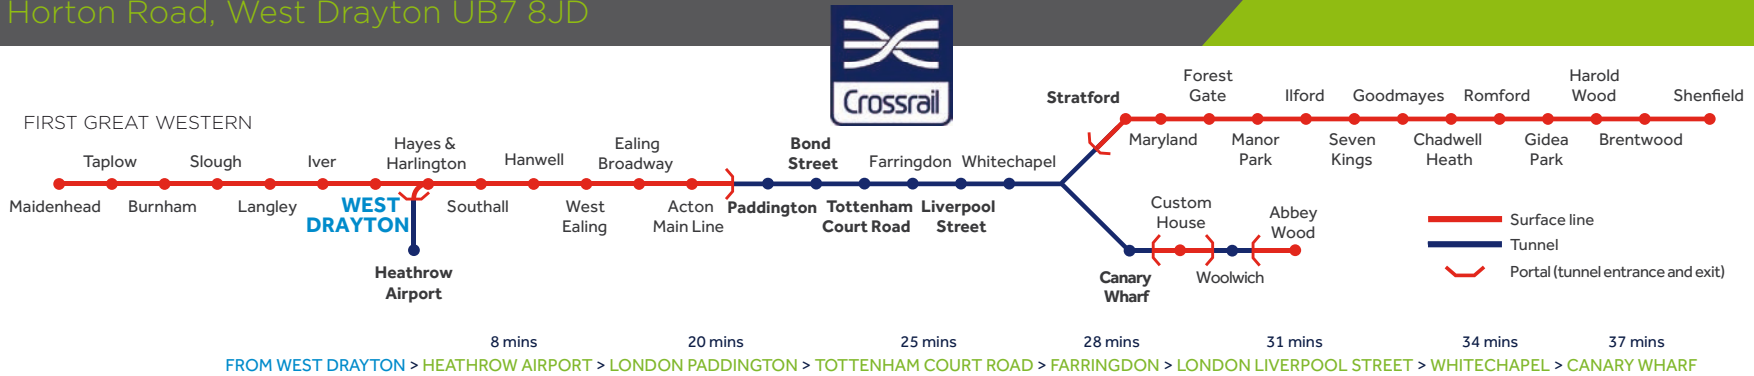 Horton Road, West Drayton UB7 8JD
Crossrail
FIRST GREAT WESTERN
Maidenhead
Taplow
Burnham
Slough
Langley
Iver
WEST
DRAYTON
Hayes &
Harlington
Heathrow
Airport
Southall
Hanwell
West
Ealing
Ealing
Broadway
Acton
Main Line
Paddington
Bond
Street
Tottenham
Court Road
Farringdon
Liverpool
Street
Whitechapel
Stratford
Maryland
Forest
Gate
Manor
Park
Ilford
Seven
Kings
Goodmayes
Chadwell
Heath
Romford
Gidea
Park
Harold
Wood
Brentwood
Shenfield
Canary
Wharf
Custom
House
Woolwich
Abbey
Wood
Surface line
Tunnel
Portal (tunnel entrance and exit)
8 mins 20 mins 25 mins 28 mins 31 mins 34 mins 37 mins
FROM WEST DRAYTON > HEATHROW AIRPORT > LONDON PADDINGTON > TOTTENHAM COURT ROAD > FARRINGDON > LONDON LIVERPOOL STREET > WHITECHAPEL > CANARY WHARF